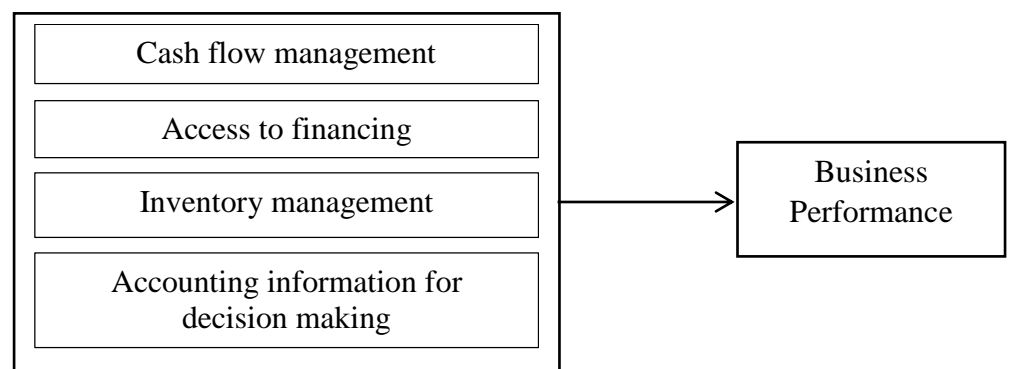 Cash flow management
Access to financing
Inventory management
Accounting information for
decision making
Business
Performance